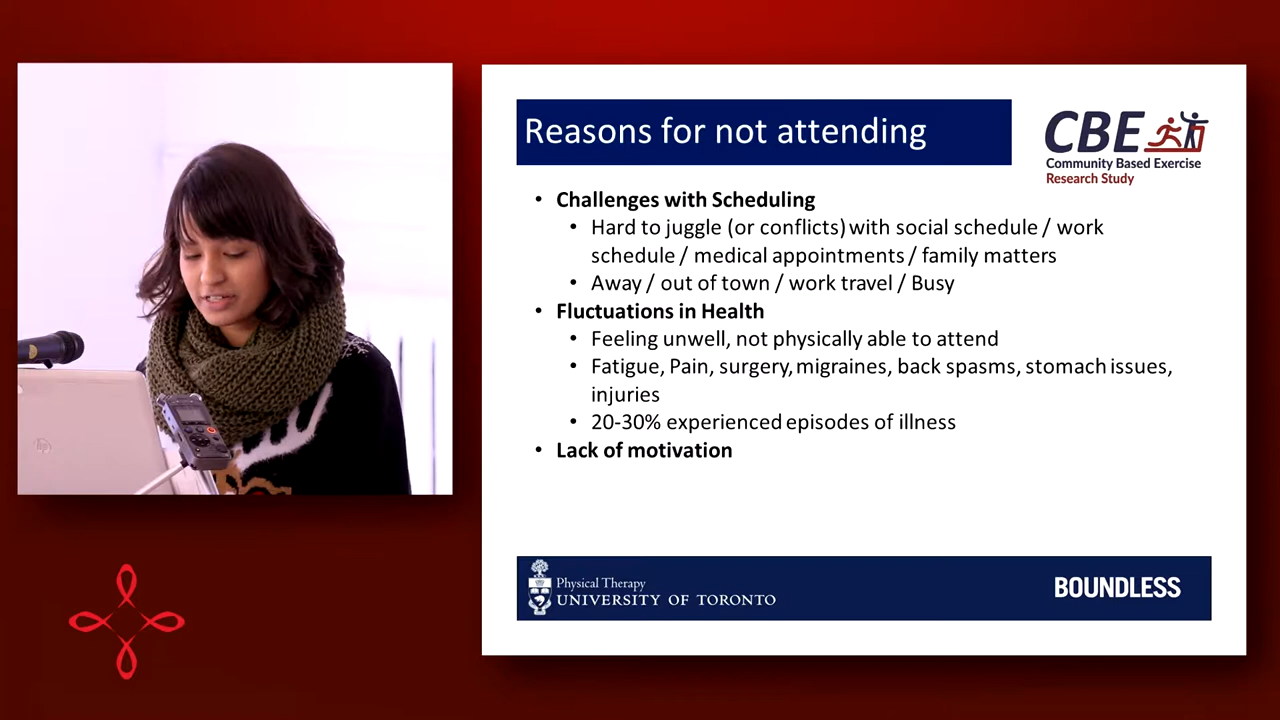 Reasons for not attending
CBE
Community Based Exercise
Research Study
• Challenges with Scheduling
• Hard to juggle (or conflicts) with social schedule / work
schedule / medical appointments / family matters
• Away / out of town / work travel / Busy
• Fluctuations in Health
• Feeling unwell, not physically able to attend
• Fatigue, Pain, surgery, migraines, back spasms, stomach issues,
injuries
• 20-30% experienced episodes of illness
• Lack of motivation
Physical Therapy
UNIVERSITY OF TORONTO
BOUNDLESS
hp